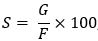 S = G/F × 100